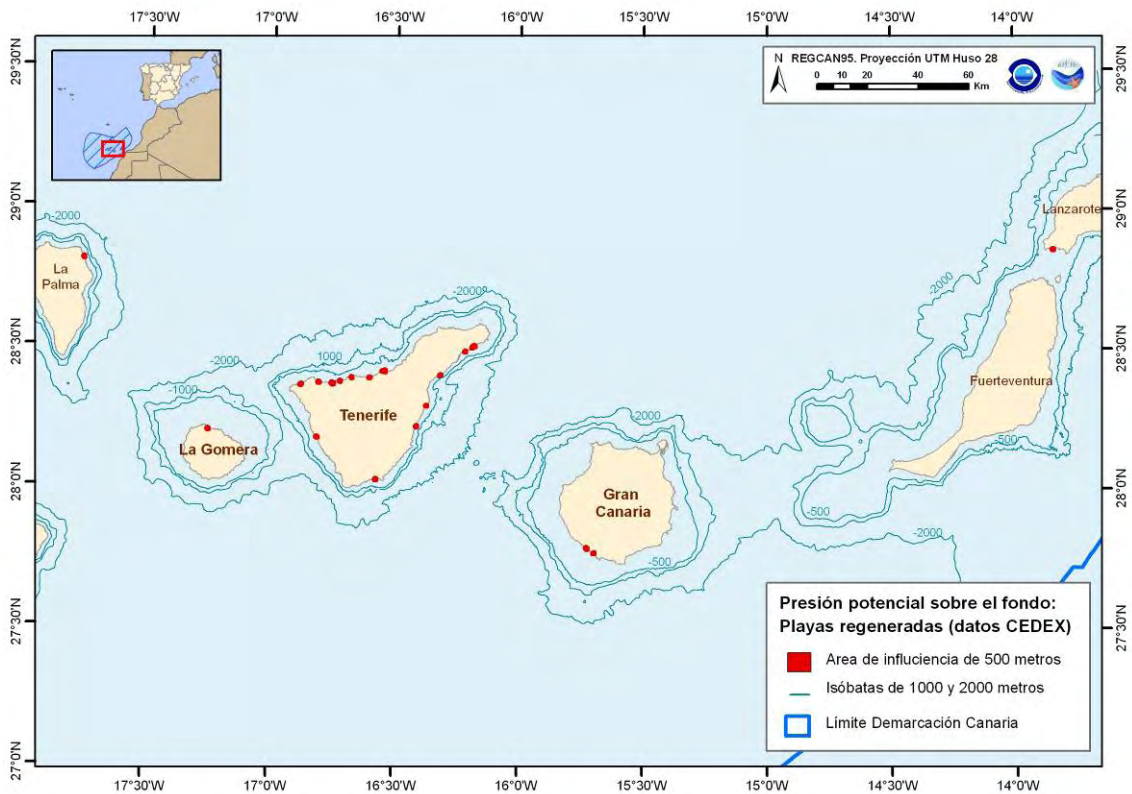 17°30'W 17°0'W 16°30'W 16°0'W 15°30'W 15°0'W 14°30'W 14°0'W
29°30'N
29°0'N
28°30'N
28°0'N
27°30'N
27°0'N
N
REGCAN95. Proyección UTM Huso 28
0 10 20 40 60
Km
29°30'N
29°0'N
28°30'N
28°0'N
27°30'N
-2000
La
Palma
-2000
-1000
La Gomera
1000
-2000
Tenerife
-2000
Gran
Canaria
-500
-2000
-500
-2000
Lanzarote
Fuerteventura
-500
Presión potencial sobre el fondo:
Playas regeneradas (datos CEDEX)
Area de influciencia de 500 metros
Isóbatas de 1000 y 2000 metros
Límite Demarcación Canaria
17°30'W 17°0'W 16°30'W 16°0'W 15°30'W 15°0'W 14°30'W 14°0'W